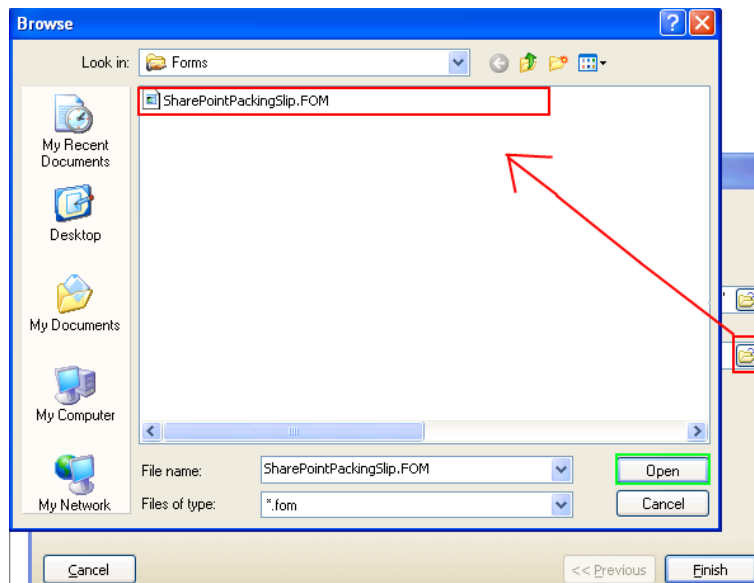 Browse
Look in: Forms
SharePointPackingSlip.FOM
My Recent
Documents
Desktop
My Documents
My Computer
My Network
File name: SharePointPackingSlip.FOM Open
Files of type: *.fom Cancel
Cancel << Previous Finish